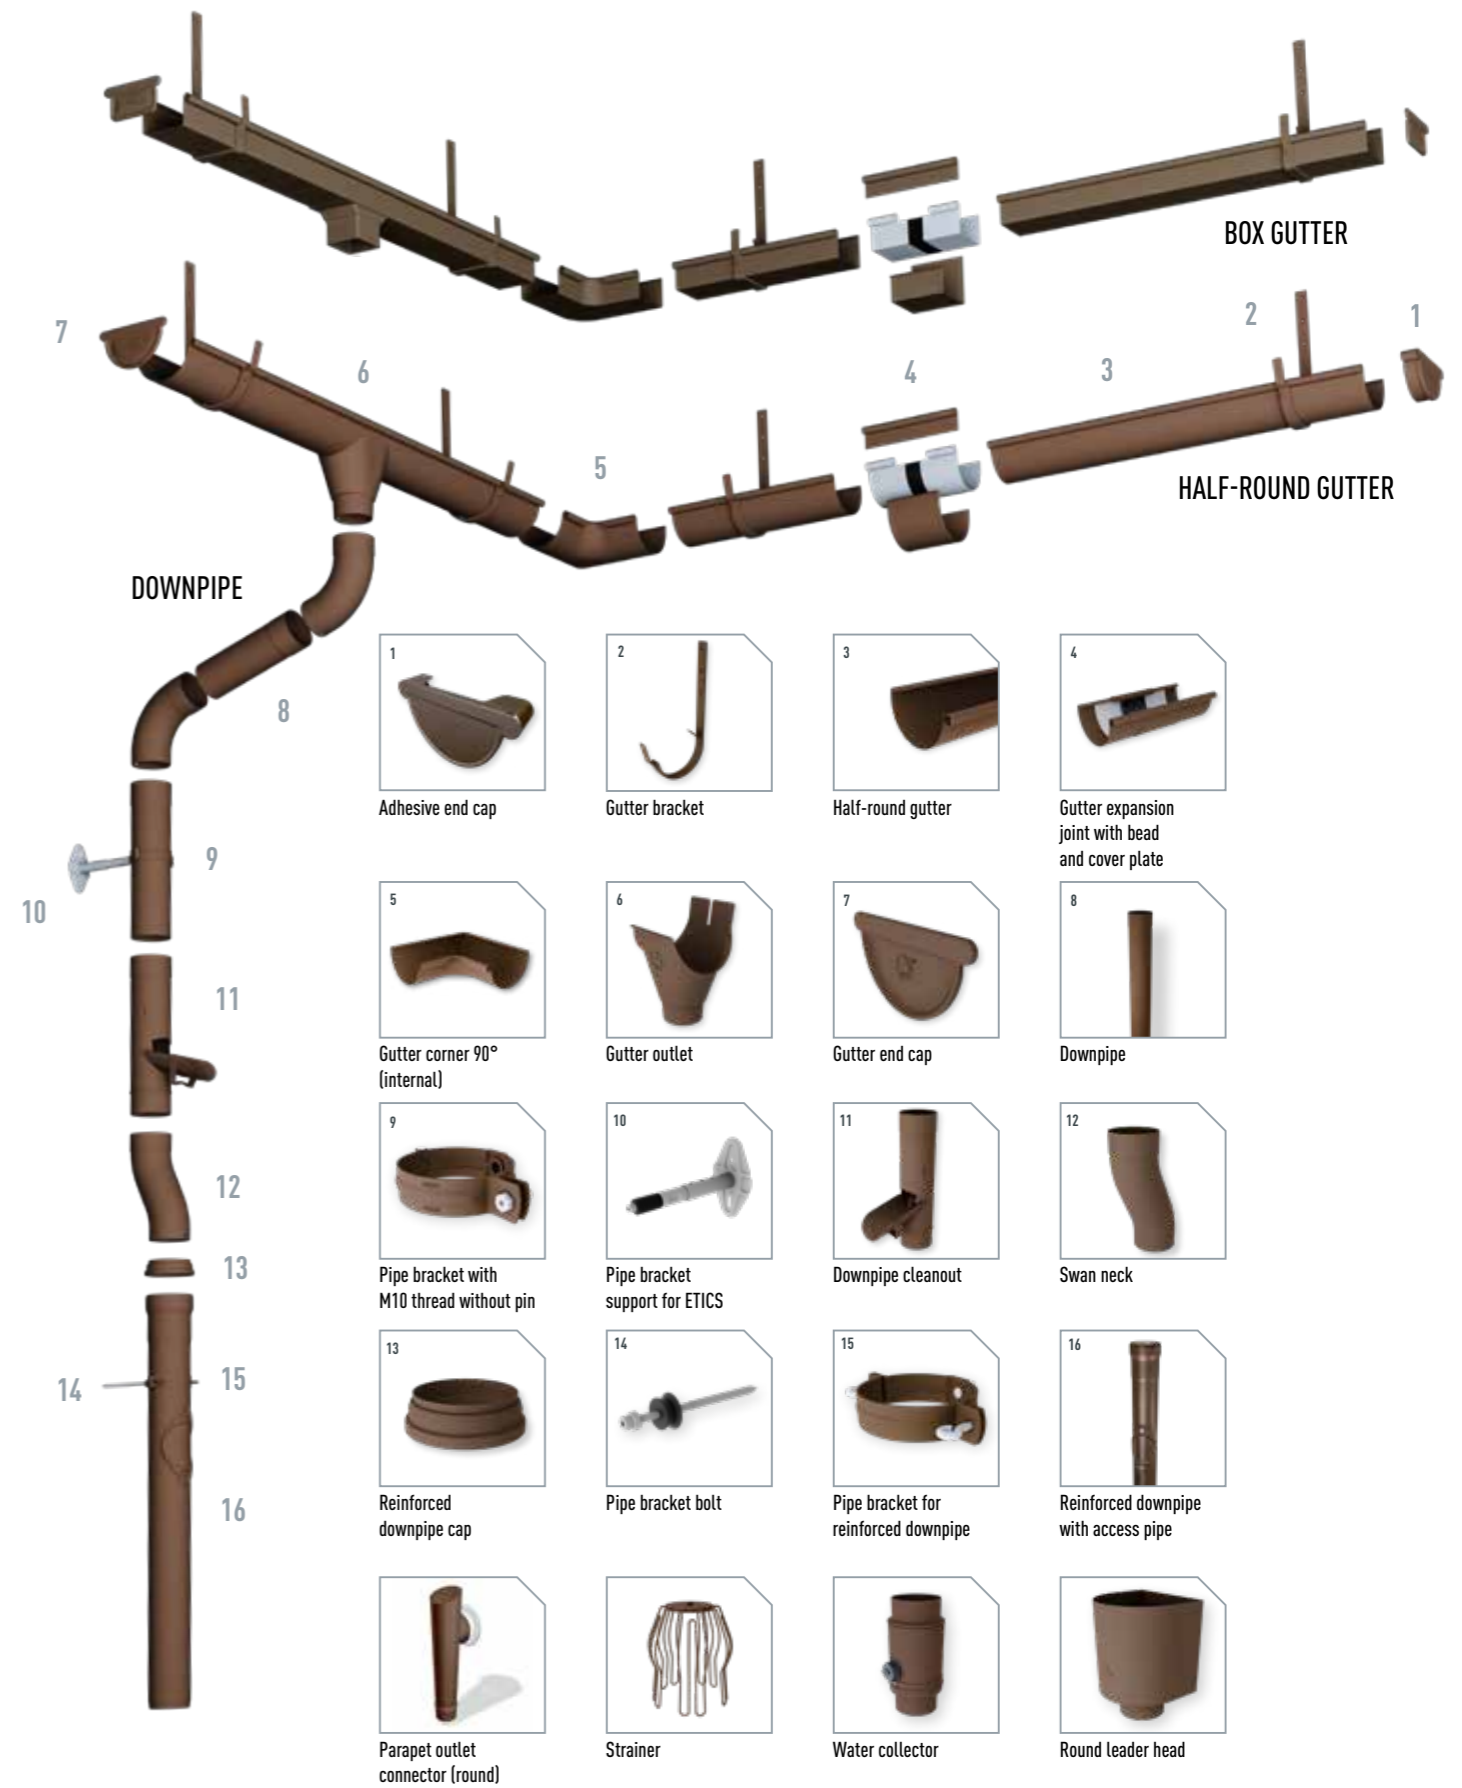 BOX GUTTER
7
6
5
4
3
2
1
HALF-ROUND GUTTER
DOWNPIPE
8
9
10
11
12
13
14
15
16
1
Adhesive end cap
2
Gutter bracket
3
Half-round gutter
4
Gutter expansion
joint with bead
and cover plate
5
Gutter corner 90°
(internal)
6
Gutter outlet
7
Gutter end cap
8
Downpipe
9
Pipe bracket with
M10 thread without pin
10
Pipe bracket
support for ETICS
11
Downpipe cleanout
12
Swan neck
13
Reinforced
downpipe cap
14
Pipe bracket bolt
15
Pipe bracket for
reinforced downpipe
16
Reinforced downpipe
with access pipe
Parapet outlet
connector (round)
Strainer
Water collector
Round leader head